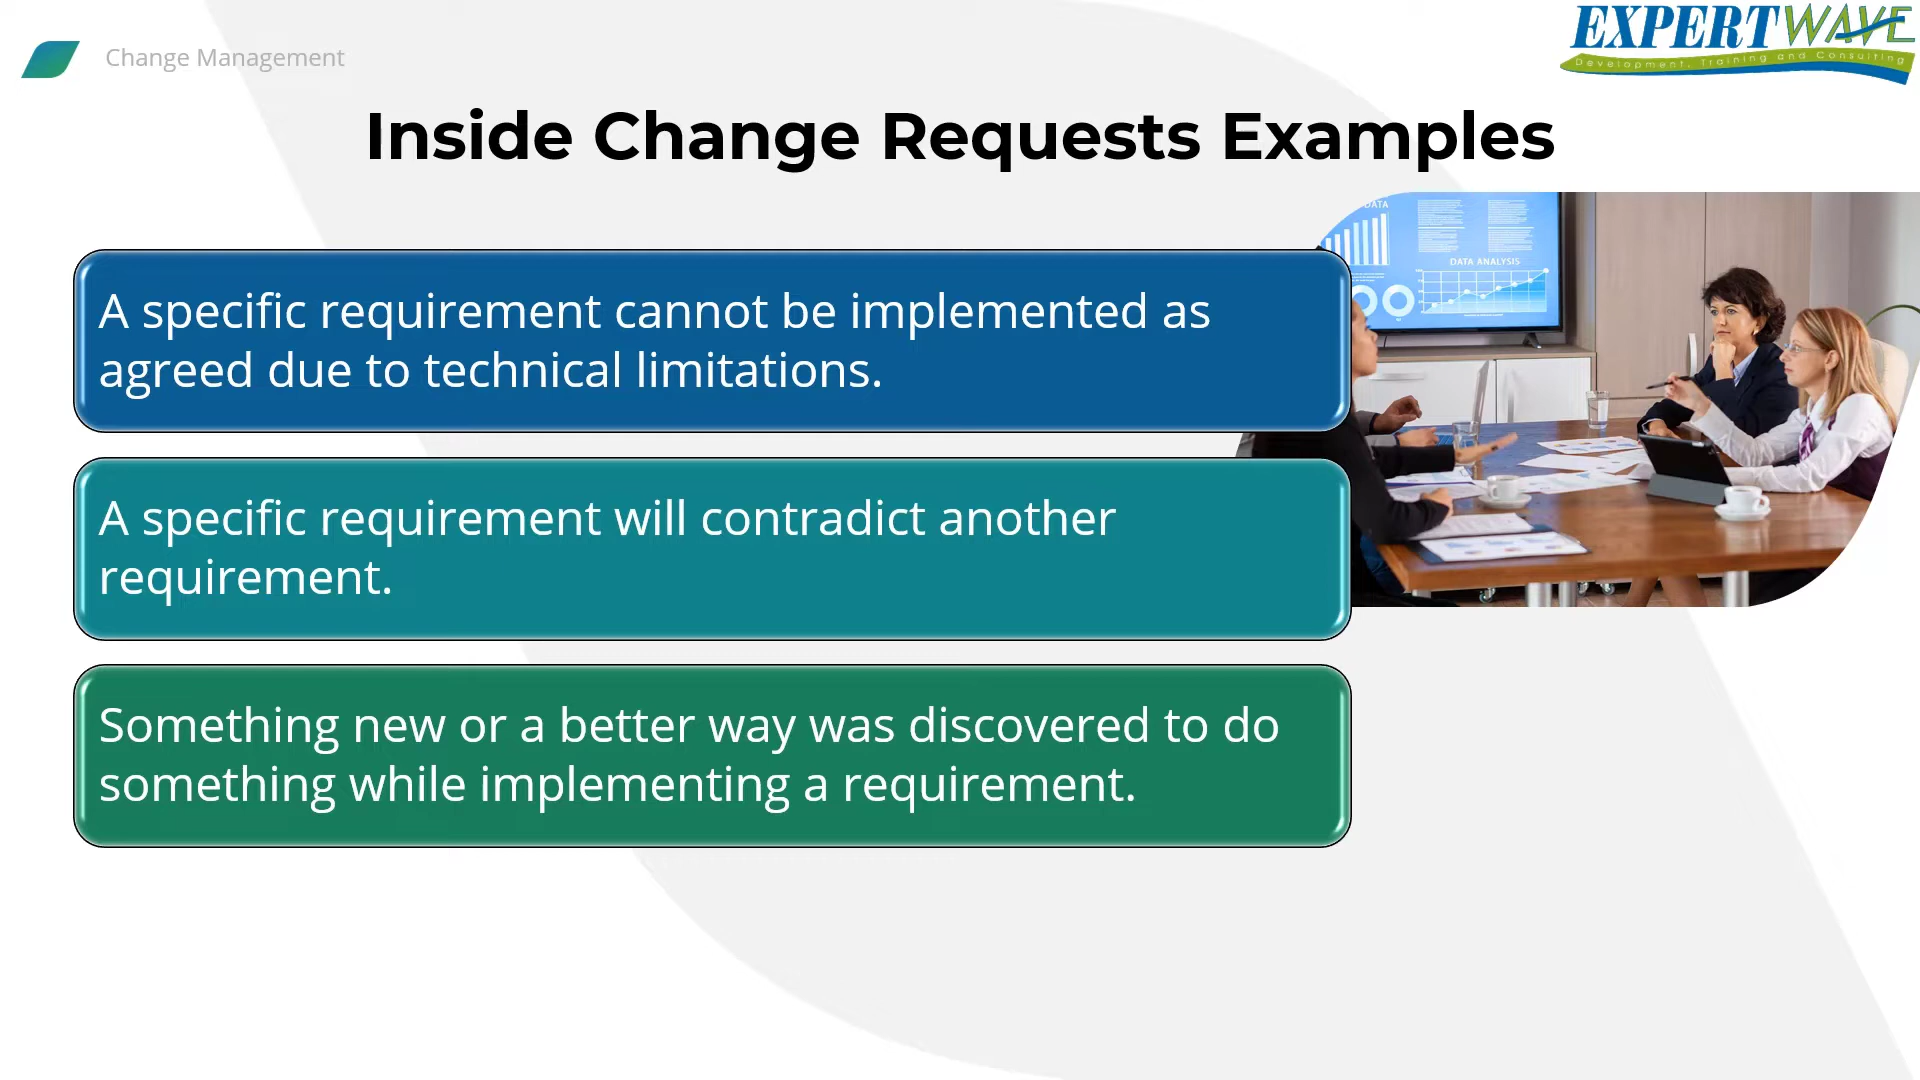 EXPERTWAVE
Development, Training and Consulting
Change Management
Inside Change Requests Examples
DATA
DATA ANALYSIS
A specific requirement cannot be implemented as
agreed due to technical limitations.
A specific requirement will contradict another
requirement.
Something new or a better way was discovered to do
something while implementing a requirement.